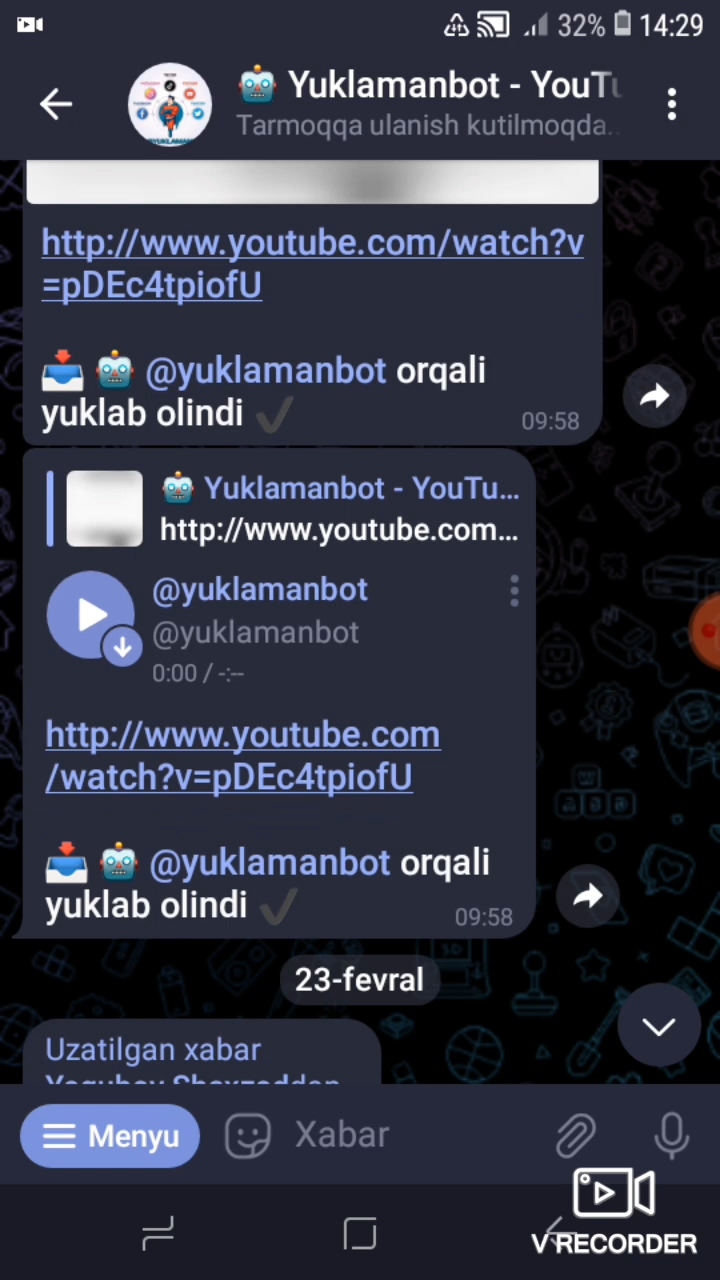 32% 14:29
Yuklamanbot - YouTu
Tarmoqqa ulanish kutilmoqda..
http://www.youtube.com/watch?v
=pDEc4tpiofU
@yuklamanbot orqali
yuklab olindi
09:58
Yuklamanbot - YouTu...
http://www.youtube.com...
@yuklamanbot
@yuklamanbot
0:00 / -:--
http://www.youtube.com
/watch?v=pDEc4tpiofU
@yuklamanbot orqali
yuklab olindi
09:58
23-fevral
Uzatilgan xabar
Menyu
Xabar
V RECORDER